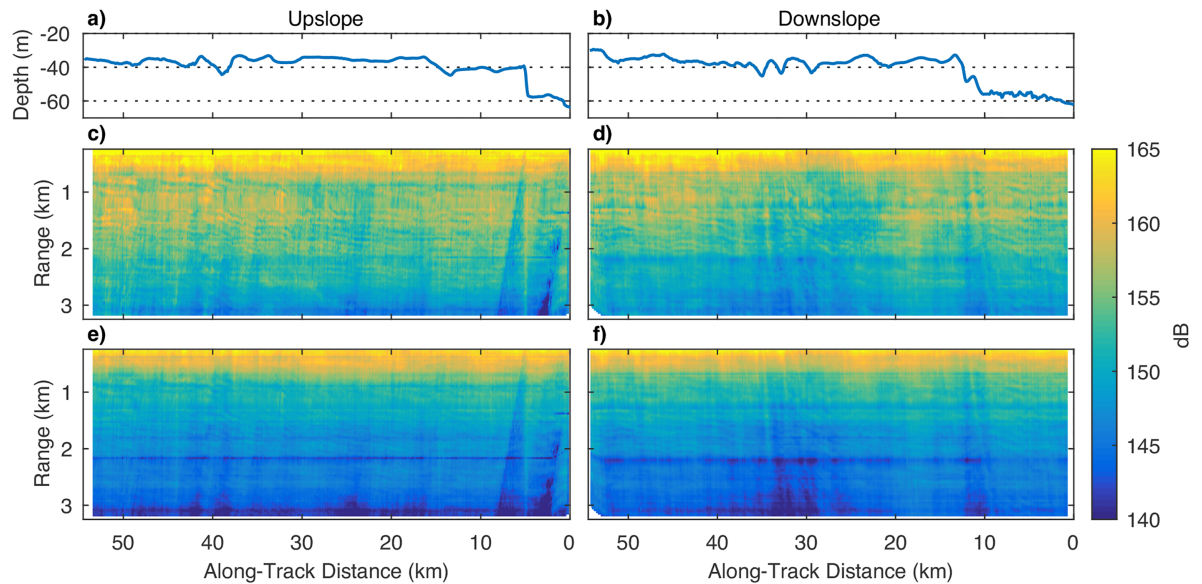 a) Upslope b) Downslope
Depth (m)
-20
-40
-60
c) d)
Range (km)
1
2
3
165
160
155
150
145
140
dB
e) f)
Range (km)
1
2
3
50 40 30 20 10 0 50 40 30 20 10 0
Along-Track Distance (km) Along-Track Distance (km)